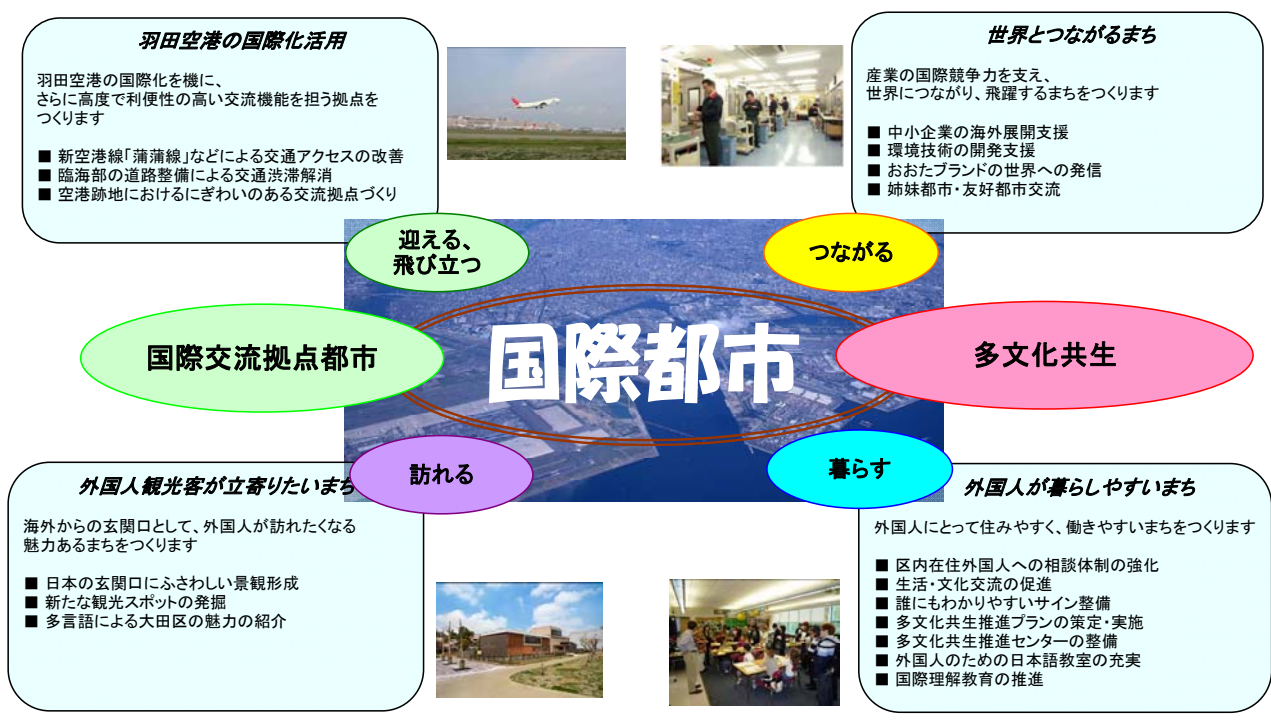 羽田空港の国際化活用
羽田空港の国際化を機に、
さらに高度で利便性の高い交流機能を担う拠点を
つくります
■ 新空港線「蒲蒲線」などによる交通アクセスの改善
■ 臨海部の道路整備による交通渋滞解消
■ 空港跡地におけるにぎわいのある交流拠点づくり
世界とつながるまち
産業の国際競争力を支え、
世界につながり、飛躍するまちをつくります
■ 中小企業の海外展開支援
■ 環境技術の開発支援
■ おおたブランドの世界への発信
■ 姉妹都市・友好都市交流
迎える、
飛び立つ
つながる
国際交流拠点都市
国際都市
多文化共生
訪れる
暮らす
外国人観光客が立寄りたいまち
海外からの玄関口として、外国人が訪れたくなる
魅力あるまちをつくります
■ 日本の玄関口にふさわしい景観形成
■ 新たな観光スポットの発掘
■ 多言語による大田区の魅力の紹介
外国人が暮らしやすいまち
外国人にとって住みやすく、働きやすいまちをつくります
■ 区内在住外国人への相談体制の強化
■ 生活・文化交流の促進
■ 誰にもわかりやすいサイン整備
■ 多文化共生推進プランの策定・実施
■ 多文化共生推進センターの整備
■ 外国人のための日本語教室の充実
■ 国際理解教育の推進